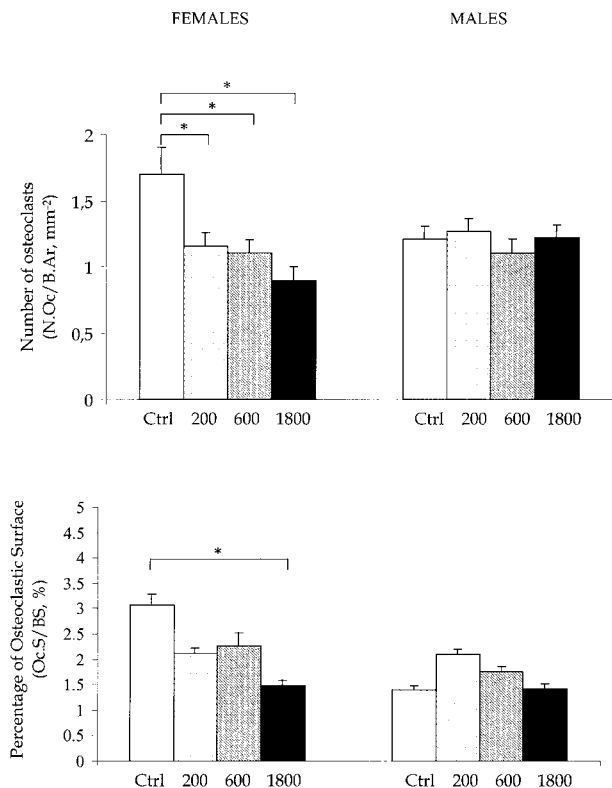 FEMALES
MALES
*
*
*
Number of osteoclasts
(N.Oc/B.Ar, mm-2)
2
1,5
1
0,5
0
Ctrl 200 600 1800
Ctrl 200 600 1800
Percentage of Osteoclastic Surface
(Oc.S/BS, %)
5
4.5
4
3.5
3
2.5
2
1.5
1
0.5
0
*
Ctrl 200 600 1800
Ctrl 200 600 1800